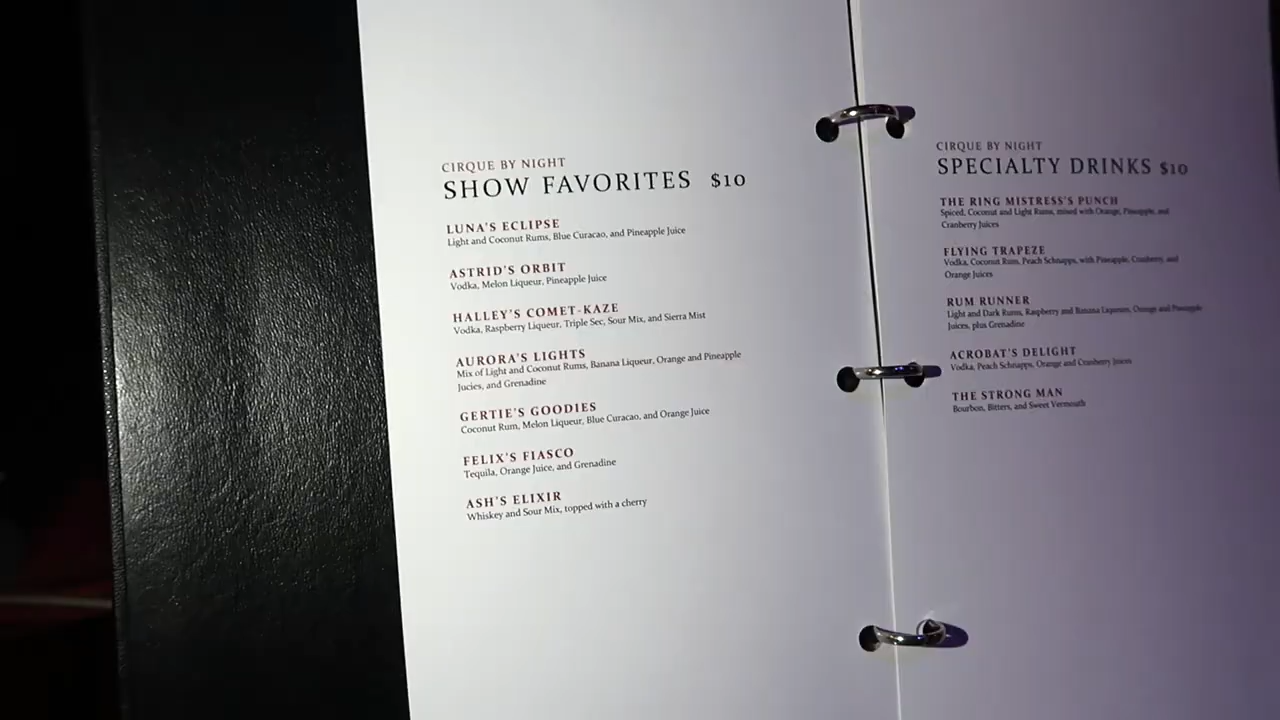 CIRQUE BY NIGHT
SHOW FAVORITES $10
LUNA'S ECLIPSE
Light and Coconut Rums, Blue Curacao, and Pineapple Juice
ASTRID'S ORBIT
Vodka, Melon Liqueur, Pineapple Juice
HALLEY'S COMET-KAZE
Vodka, Raspberry Liqueur, Triple Sec, Sour Mix, and Sierra Mist
AURORA'S LIGHTS
Mix of Light and Coconut Rums, Banana Liqueur, Orange and Pineapple
Jucies, and Grenadine
GERTIE'S GOODIES
Coconut Rum, Melon Liqueur, Blue Curacao, and Orange Juice
FELIX'S FIASCO
Tequila, Orange Juice, and Grenadine
ASH'S ELIXIR
Whiskey and Sour Mix, topped with a cherry
CIRQUE BY NIGHT
SPECIALTY DRINKS $10
THE RING MISTRESS'S PUNCH
Spiced, Coconut and Light Rums, mixed with Orange, Pineapple, and
Cranberry Juices
FLYING TRAPEZE
Vodka, Coconut Rum, Peach Schnapps, with Pineapple, Cranberry, and
Orange Juices
RUM RUNNER
Light and Dark Rums, Raspberry and Banana Liqueurs, Orange and Pineapple
Juices, plus Grenadine
ACROBAT'S DELIGHT
Vodka, Peach Schnapps, Orange and Cranberry Juices
THE STRONG MAN
Bourbon, Bitters, and Sweet Vermouth